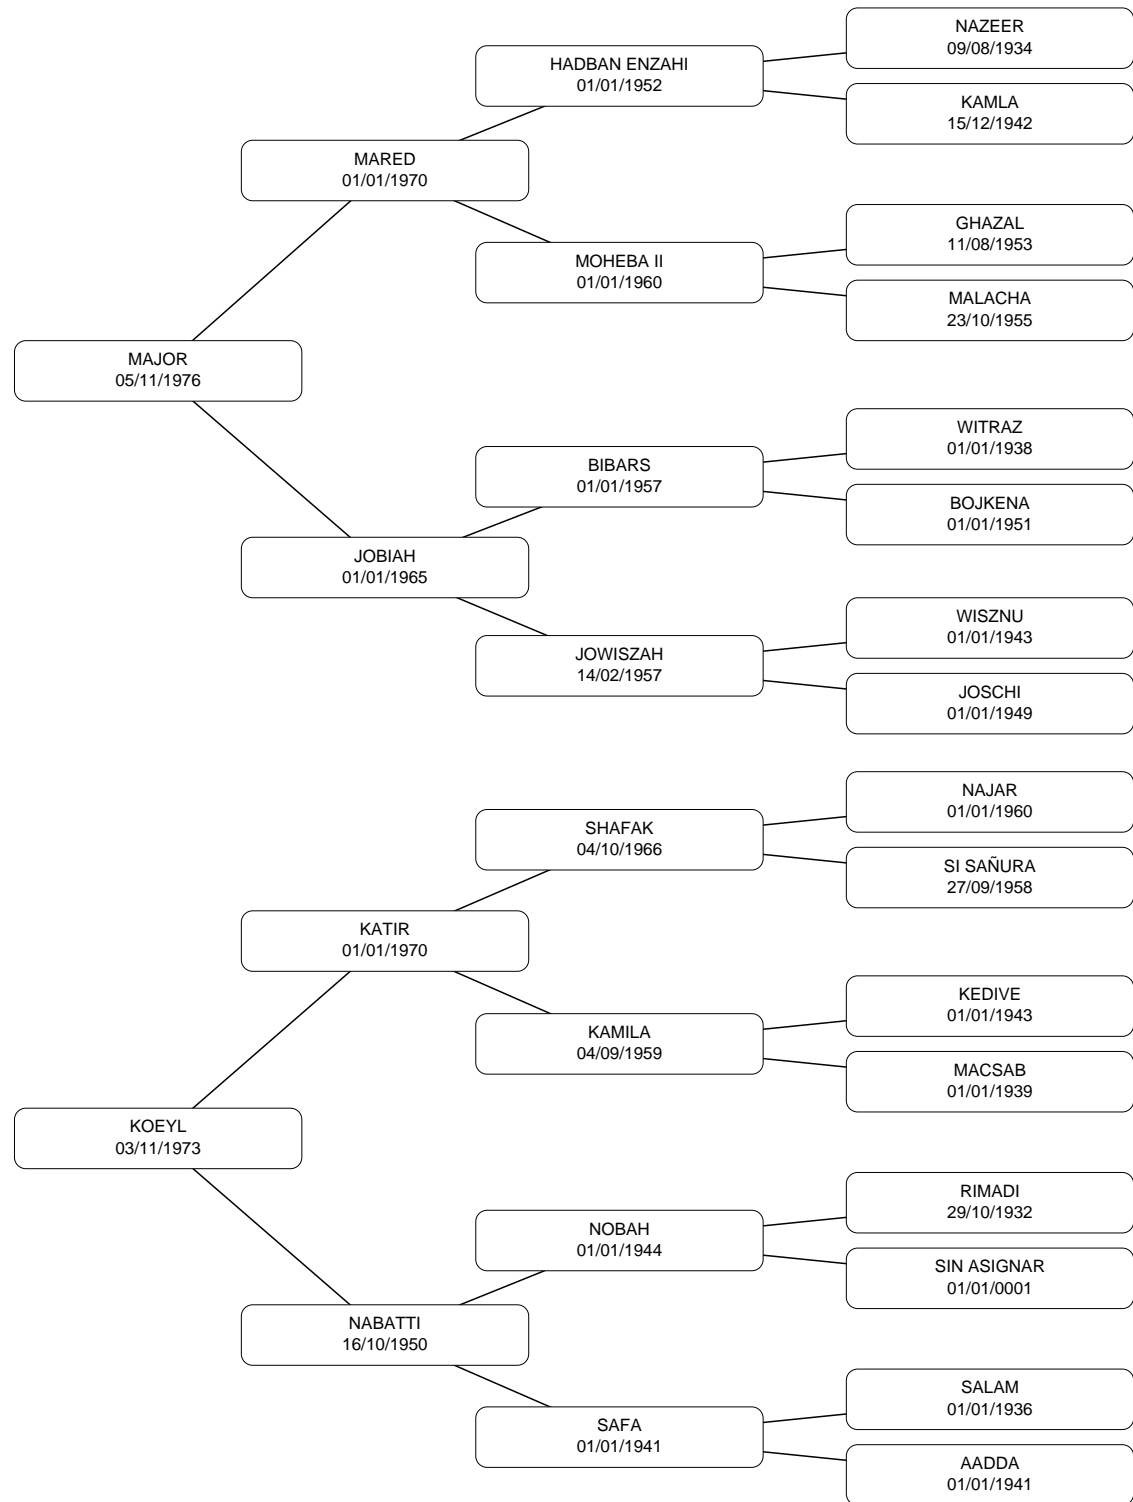 NAZEER
09/08/1934
HADBAN ENZAHI
01/01/1952
KAMLA
15/12/1942
MARED
01/01/1970
GHAZAL
11/08/1953
MOHEBA II
01/01/1960
MALACHA
23/10/1955
MAJOR
05/11/1976
WITRAZ
01/01/1938
BIBARS
01/01/1957
BOJKENA
01/01/1951
JOBIAH
01/01/1965
WISZNU
01/01/1943
JOWISZAH
14/02/1957
JOSCHI
01/01/1949
NAJAR
01/01/1960
SHAFAK
04/10/1966
SI SAÑURA
27/09/1958
KATIR
01/01/1970
KEDIVE
01/01/1943
KAMILA
04/09/1959
MACSAB
01/01/1939
KOEYL
03/11/1973
RIMADI
29/10/1932
NOBAH
01/01/1944
SIN ASIGNAR
01/01/0001
NABATTI
16/10/1950
SALAM
01/01/1936
SAFA
01/01/1941
AADDA
01/01/1941